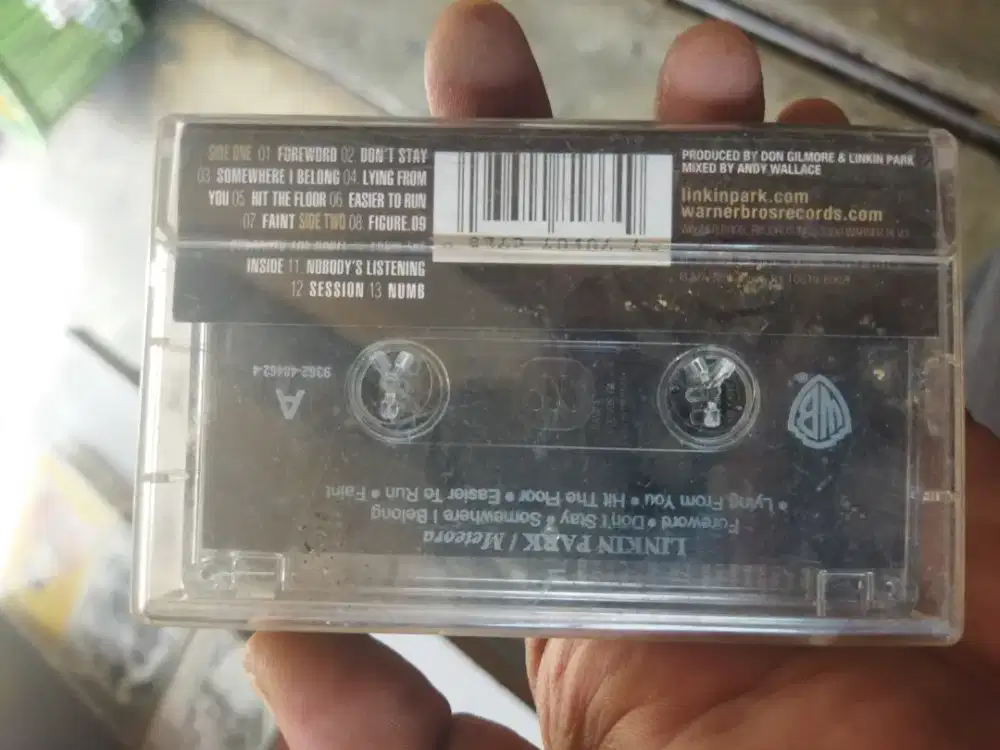 SIDE ONE 01 FOREWORD 02 DON'T STAY
03 SOMEWHERE I BELONG 04 LYING FROM
YOU 05 HIT THE FLOOR 06 EASIER TO RUN
07 FAINT SIDE TWO 08 FIGURE.09
INSIDE 11 NOBODY'S LISTENING
12 SESSION 13 NUMB
PRODUCED BY DON GILMORE & LINKIN PARK
MIXED BY ANDY WALLACE
linkinpark.com
warnerbrosrecords.com
9362-48462-4
A
WB
LINKIN PARK / Meteora
Foreword • Don't Stay • Somewhere I Belong
• Lying From You • Hit The Floor • Easier To Run • Faint